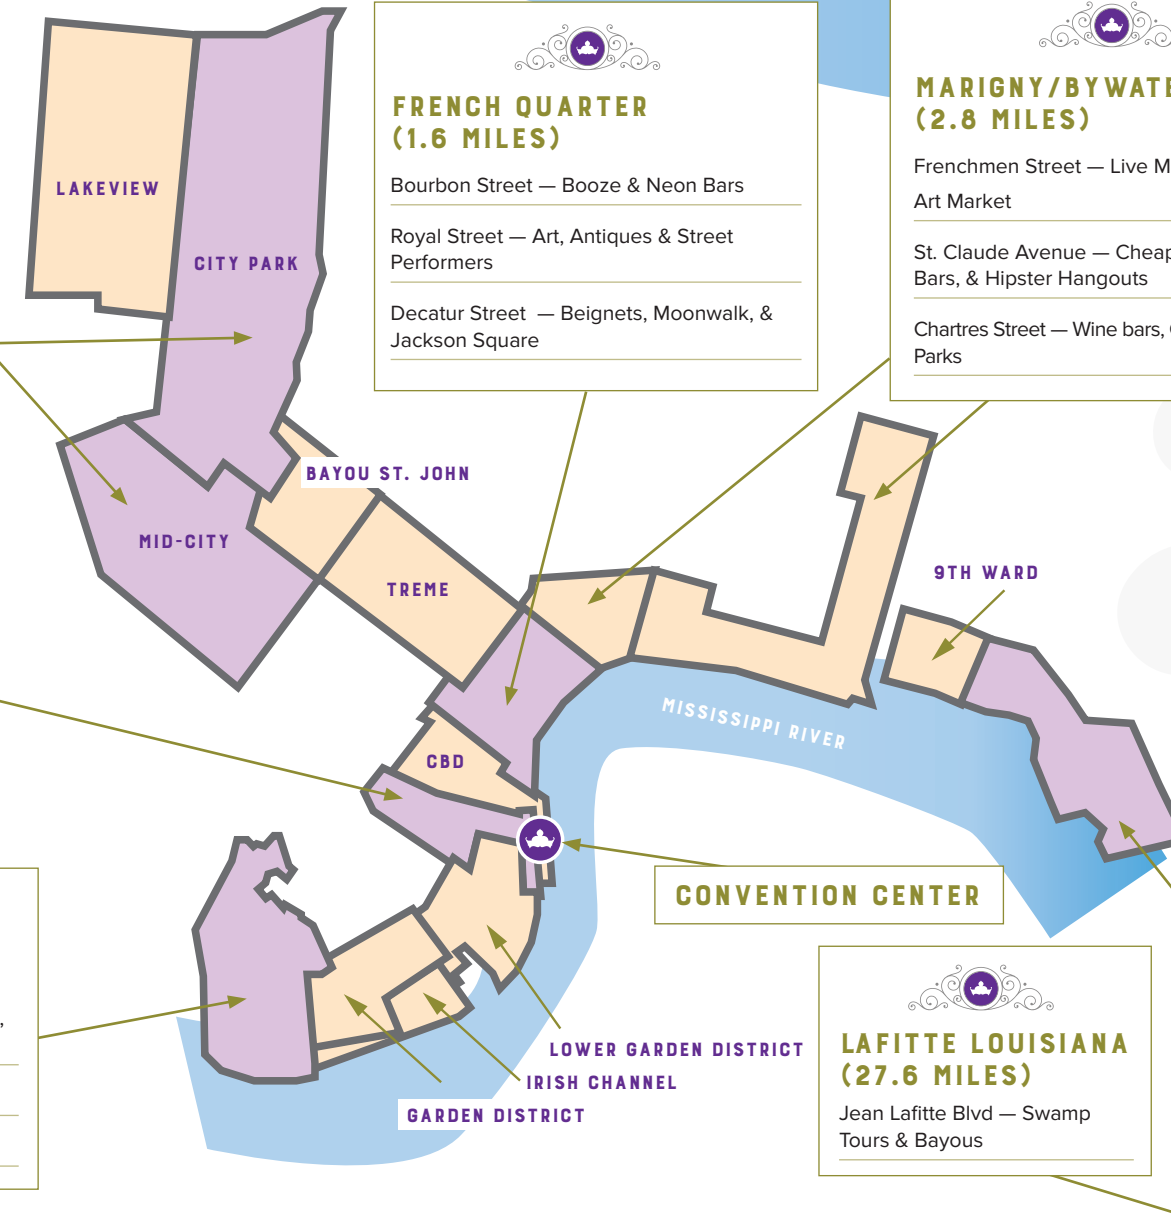 FRENCH QUARTER
(1.6 MILES)
Bourbon Street — Booze & Neon Bars
Royal Street — Art, Antiques & Street
Performers
Decatur Street — Beignets, Moonwalk, &
Jackson Square
MARIGNY/BYWATE
(2.8 MILES)
Frenchmen Street — Live M
Art Market
St. Claude Avenue — Cheap
Bars, & Hipster Hangouts
Chartres Street — Wine bars,
Parks
LAKEVIEW
CITY PARK
BAYOU ST. JOHN
MID-CITY
TREME
9TH WARD
MISSISSIPPI RIVER
CBD
CONVENTION CENTER
LOWER GARDEN DISTRICT
IRISH CHANNEL
GARDEN DISTRICT
LAFITTE LOUISIANA
(27.6 MILES)
Jean Lafitte Blvd — Swamp
Tours & Bayous